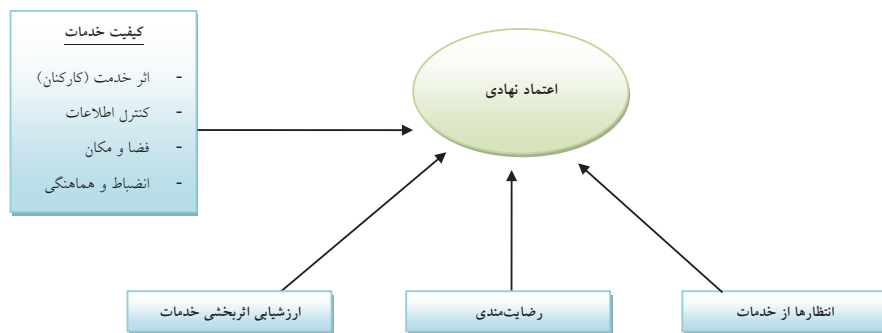 کیفیت خدمات
- اثر خدمت (کارکنان)
- کنترل اطلاعات
- فضا و مکان
- انضباط و هماهنگی
اعتماد نهادی
انتظارها از خدمات
رضایت‌مندی
ارزشیابی اثربخشی خدمات